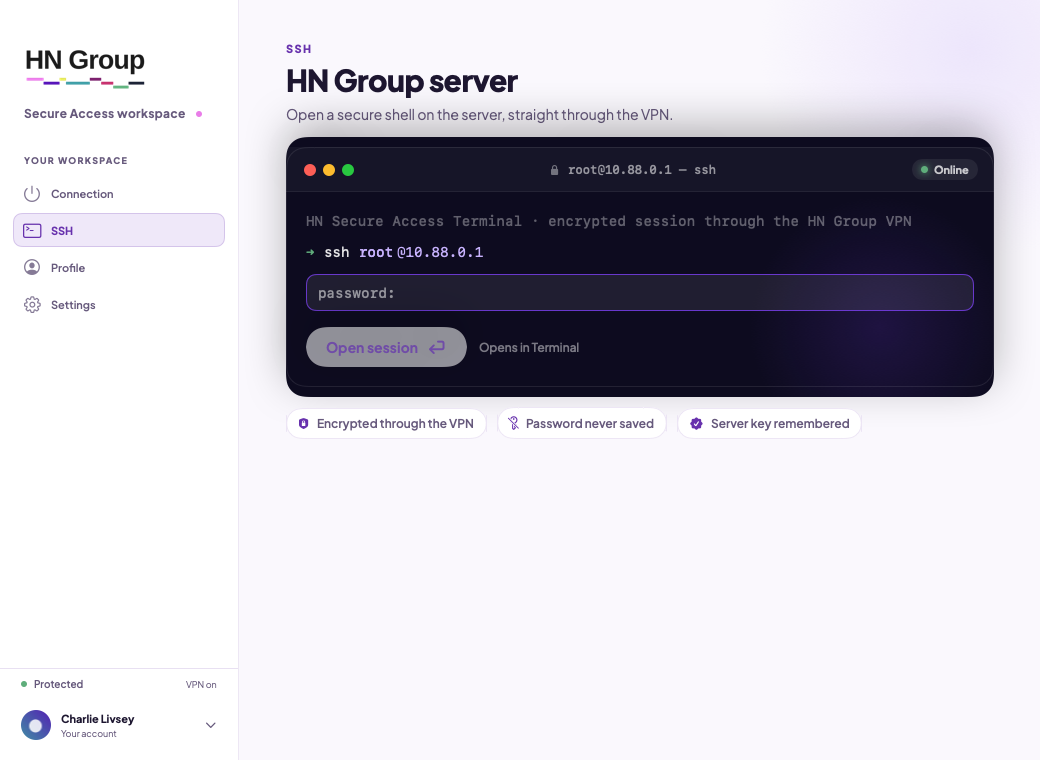 HN Group
Secure Access workspace
YOUR WORKSPACE
Connection
SSH
Profile
Settings
Protected
VPN on
Charlie Livsey
Your account
SSH
HN Group server
Open a secure shell on the server, straight through the VPN.
root@10.88.0.1 — ssh
Online
HN Secure Access Terminal · encrypted session through the HN Group VPN
➜ ssh root@10.88.0.1
password:
Open session
Opens in Terminal
Encrypted through the VPN
Password never saved
Server key remembered